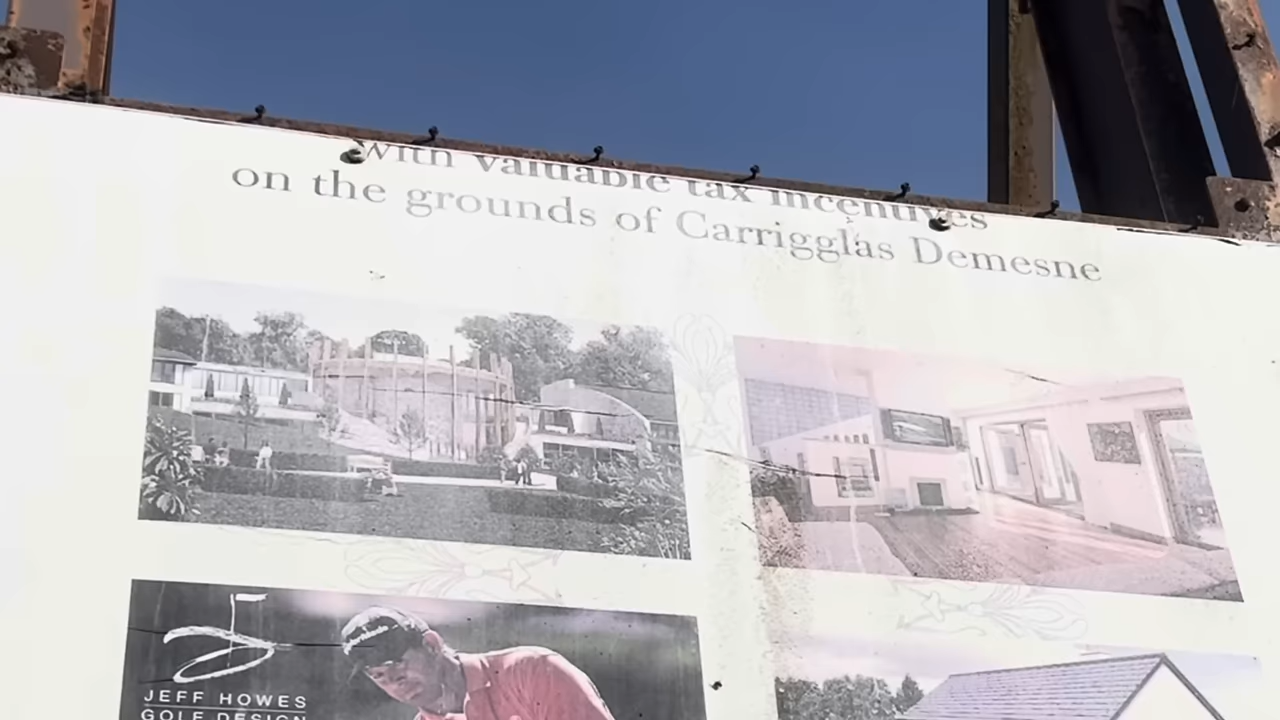 with valuable tax incentives
on the grounds of Carrigglas Demesne
JEFF HOWES
GOLF DESIGN